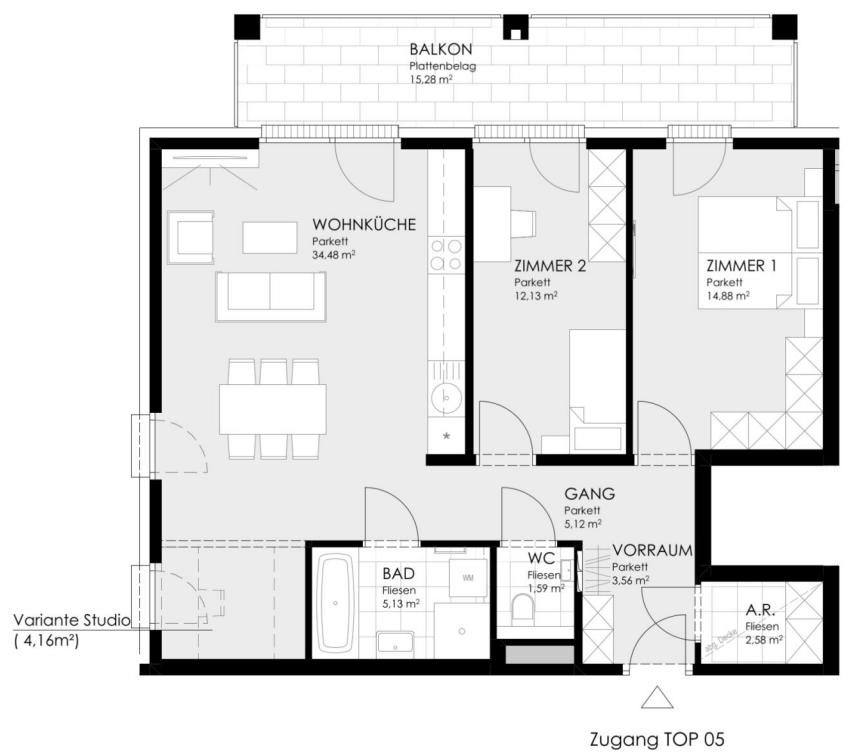 BALKON
Plattenbelag
15,28 m²
WOHNKÜCHE
Parkett
34,48 m²
ZIMMER 2
Parkett
12,13 m²
ZIMMER 1
Parkett
14,88 m²
*
GANG
Parkett
5,12 m²
VORRAUM
Parkett
3,56 m²
WC
Fliesen
1,59 m²
BAD
Fliesen
5,13 m²
WM
A.R.
Fliesen
2,58 m²
abg. Decke
Variante Studio
( 4,16m²)
Zugang TOP 05